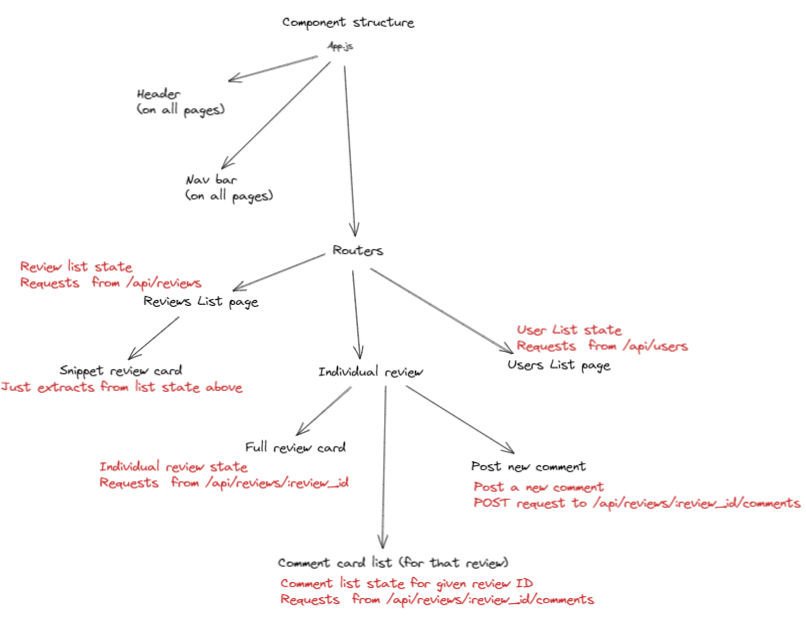 Component structure
App.js
Header
(on all pages)
Nav bar
(on all pages)
Routers
Review list state
Requests from /api/reviews
Reviews List page
User List state
Requests from /api/users
Users List page
Snippet review card
Just extracts from list state above
Individual review
Full review card
Individual review state
Requests from /api/reviews/:review_id
Post new comment
Post a new comment
POST request to /api/reviews/:review_id/comments
Comment card list (for that review)
Comment list state for given review ID
Requests from /api/reviews/:review_id/comments